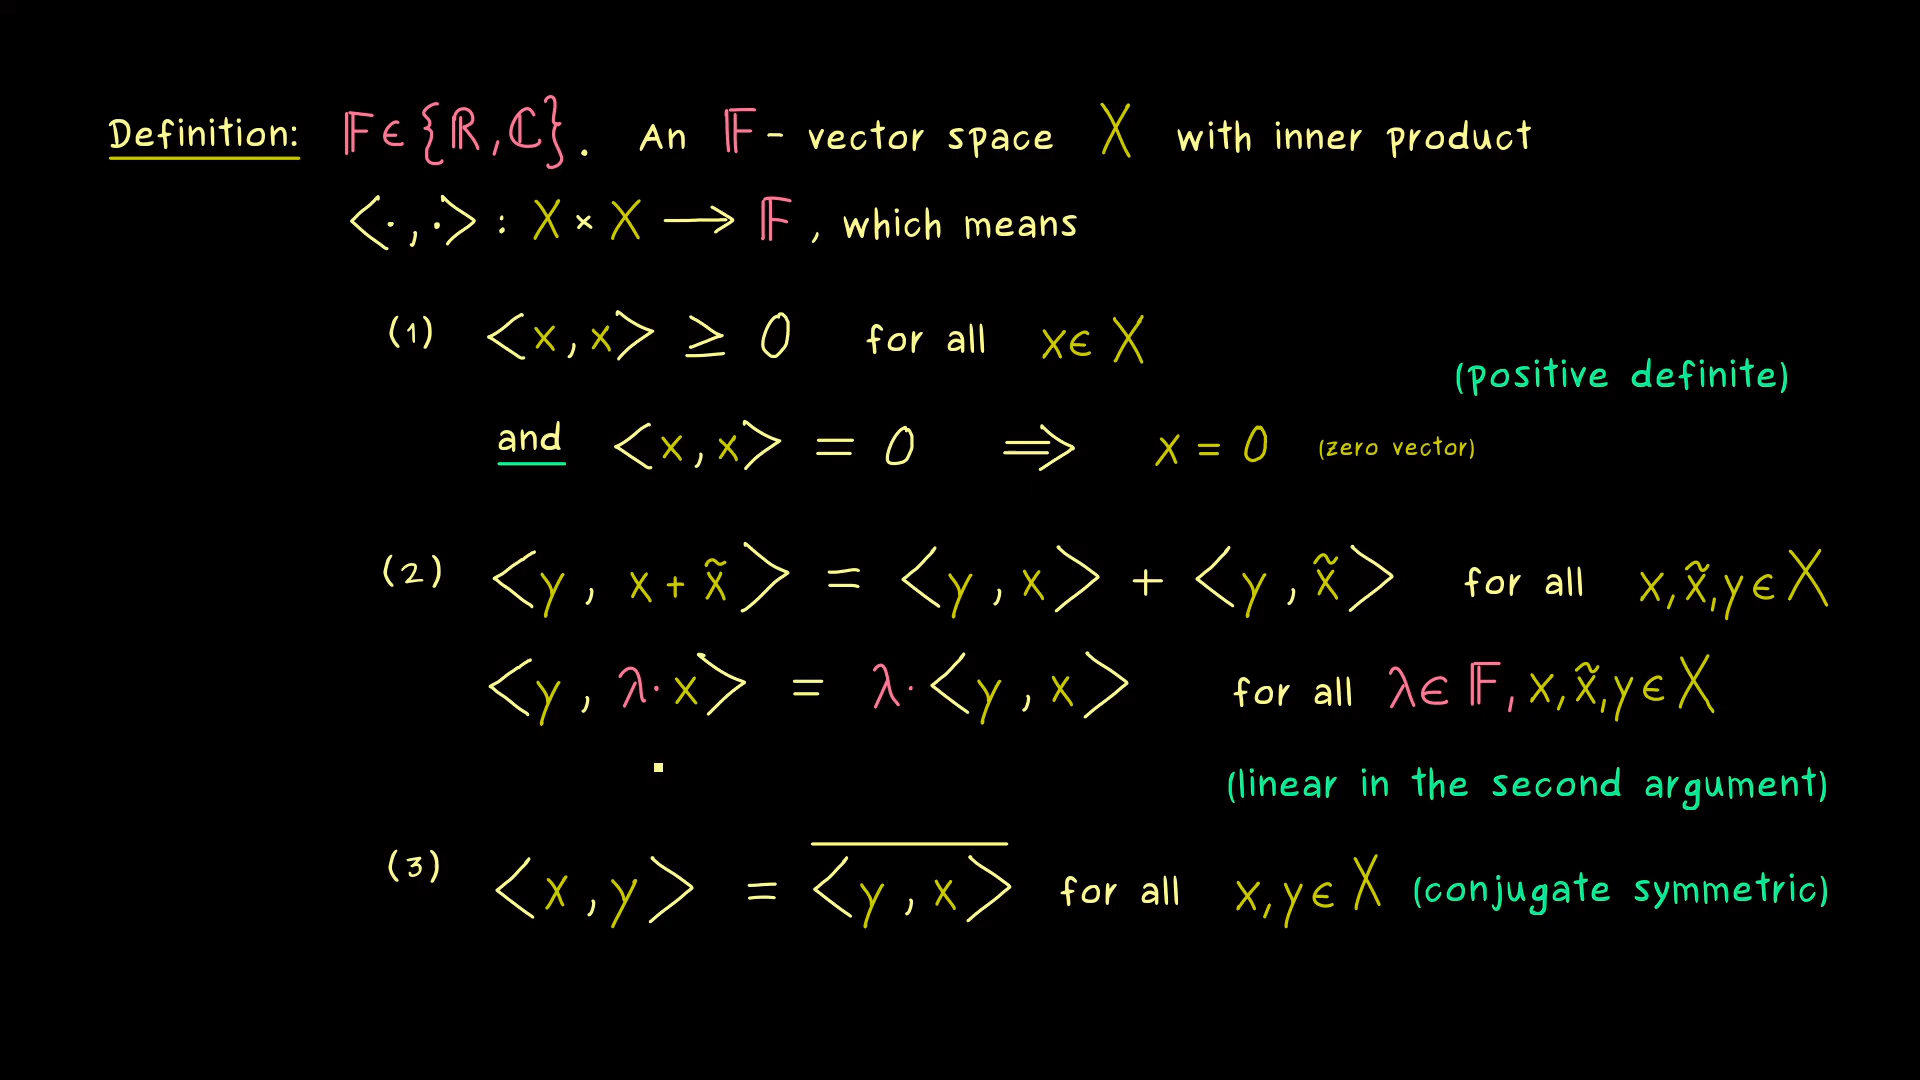 Definition: 𝔽 ∈ {ℝ, ℂ}. An 𝔽 - vector space X with inner product
<·,·> : X × X ⟶ 𝔽 , which means
(1) <x, x> ≥ 0 for all x ∈ X
(positive definite)
and <x, x> = 0 ⟹ x = 0 (zero vector)
(2) <y, x + x̃> = <y, x> + <y, x̃> for all x, x̃, y ∈ X
<y, λ· x> = λ· <y, x> for all λ ∈ 𝔽, x, x̃, y ∈ X
(linear in the second argument)
(3) <x, y> = \overline{<y, x>} for all x, y ∈ X (conjugate symmetric)